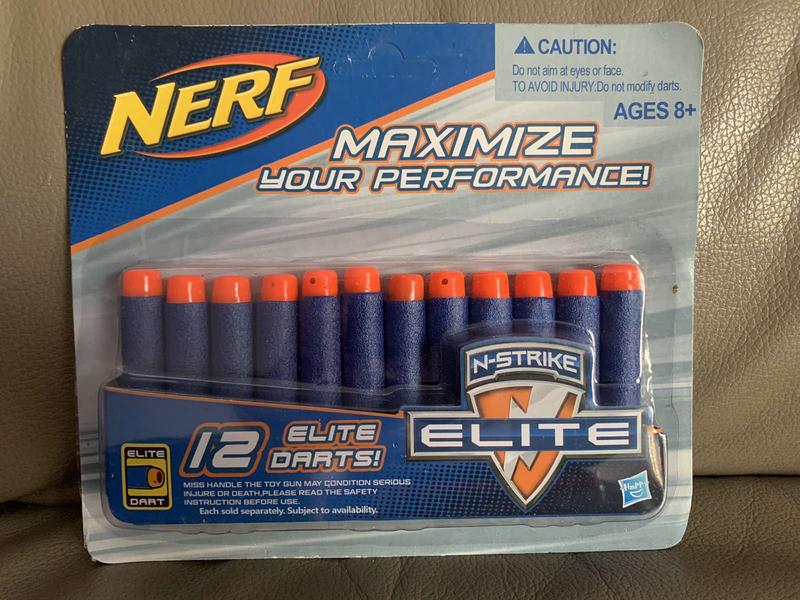 NERF
CAUTION:
Do not aim at eyes or face.
TO AVOID INJURY:Do not modify darts.
AGES 8+
MAXIMIZE
YOUR PERFORMANCE!
N-STRIKE
ELITE
12 ELITE
DARTS!
ELITE
DART
MISS HANDLE THE TOY GUN MAY CONDITION SERIOUS
INJURE OR DEATH,PLEASE READ THE SAFETY
INSTRUCTION BEFORE USE.
Each sold separately. Subject to availability.